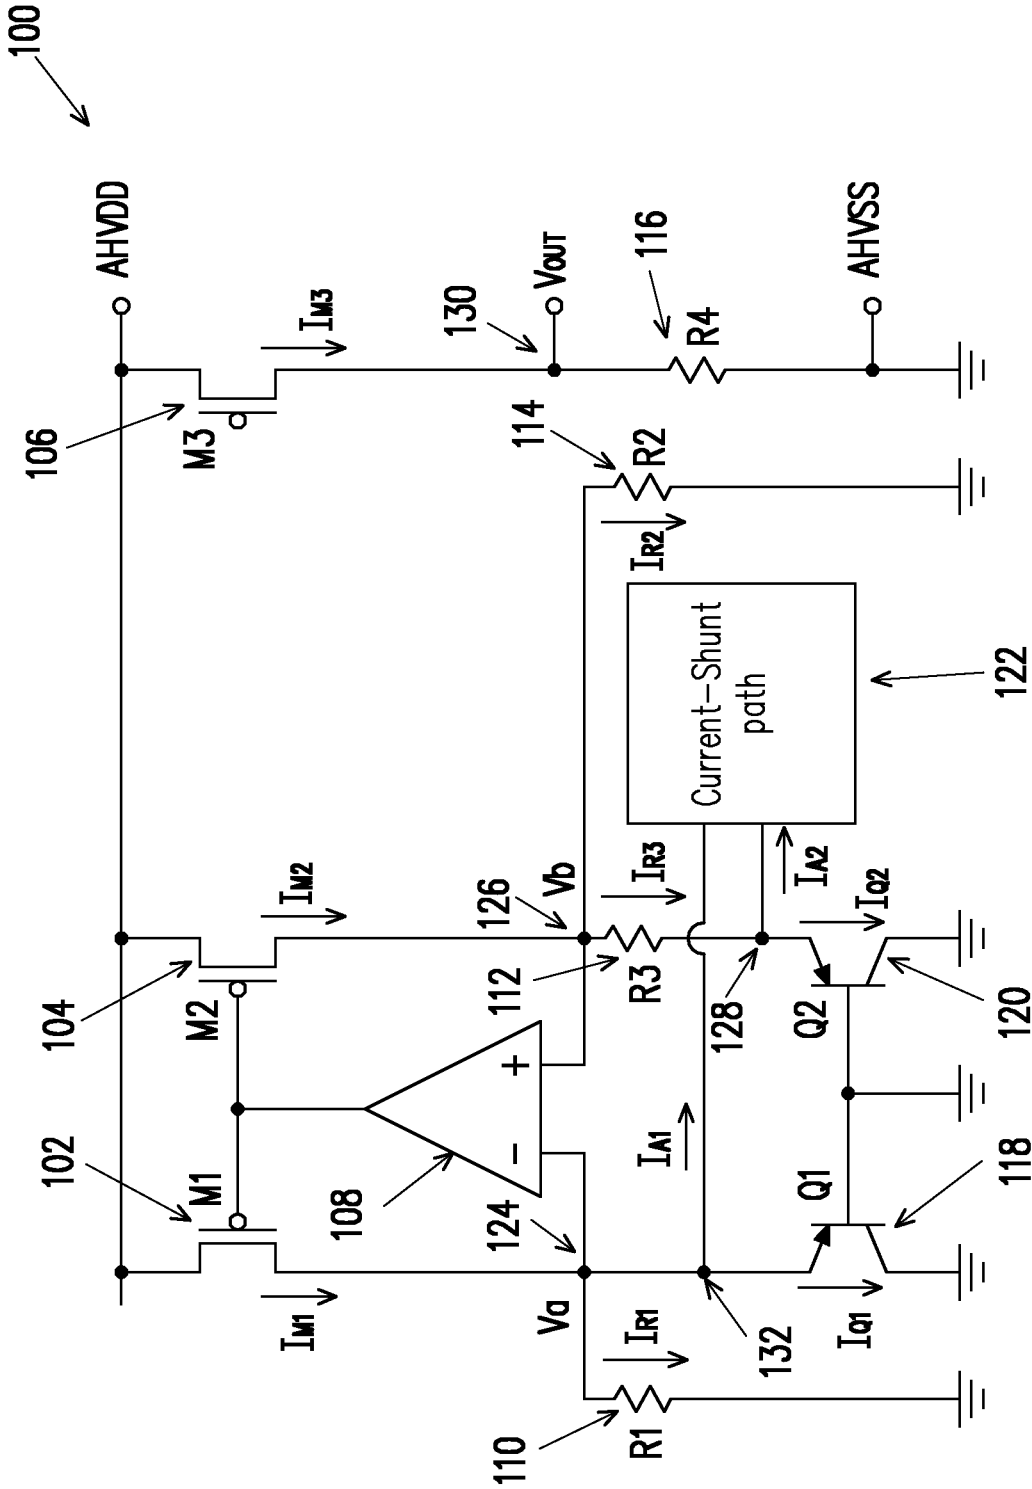 100
AHVDD
106
M3
IM3
130
VOUT
116
R4
AHVSS
114
R2
IR2
Current-Shunt
path
122
104
M2
IM2
126
Vb
112
R3
IR3
128
IA2
Q2
IQ2
120
102
M1
IM1
108
+
-
124
Va
IA1
132
Q1
IQ1
118
110
R1
IR1